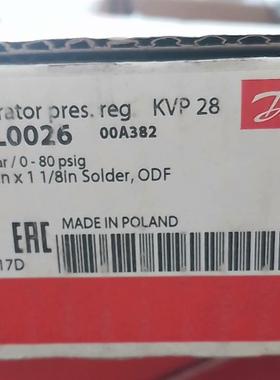 rator pres. reg KVP 28
L0026 00A382
ar / 0 - 80 psig
n x 1 1/8in Solder, ODF
EAC MADE IN POLAND
17D